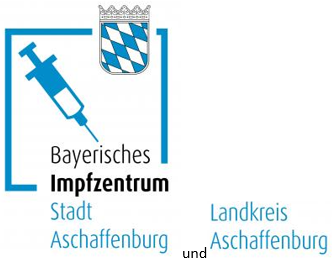 Bayerisches
Impfzentrum
Stadt
Aschaffenburg
und
Landkreis
Aschaffenburg